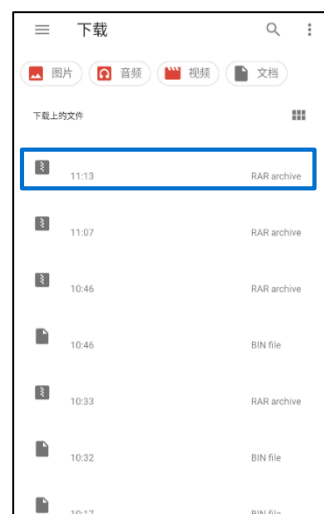 下载
图片 音频 视频 文档
下载上的文件
11:13 RAR archive
11:07 RAR archive
10:46 RAR archive
10:46 BIN file
10:33 RAR archive
10:32 BIN file
10:17 BIN file